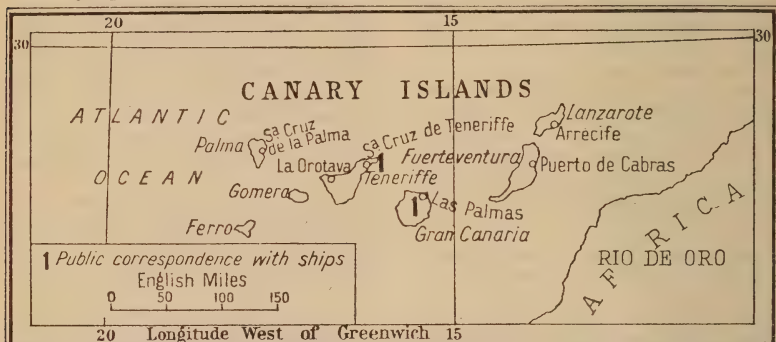 20 15
30 30
CANARY ISLANDS
ATLANTIC
OCEAN
Palma
Sa. Cruz
de la Palma
Sa. Cruz de Teneriffe
1
La Orotava
Teneriffe
Gomera
Ferro
Lanzarote
Arrecife
Fuerteventura
Puerto de Cabras
1
Las Palmas
Gran Canaria
AFRICA
RIO DE ORO
1 Public correspondence with ships
English Miles
0 50 100 150
20 Longitude West of Greenwich 15